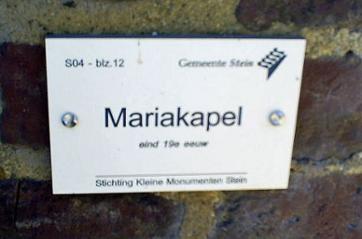 S04 - blz.12 Gemeente Stein
Mariakapel
eind 19e eeuw
Stichting Kleine Monumenten Stein